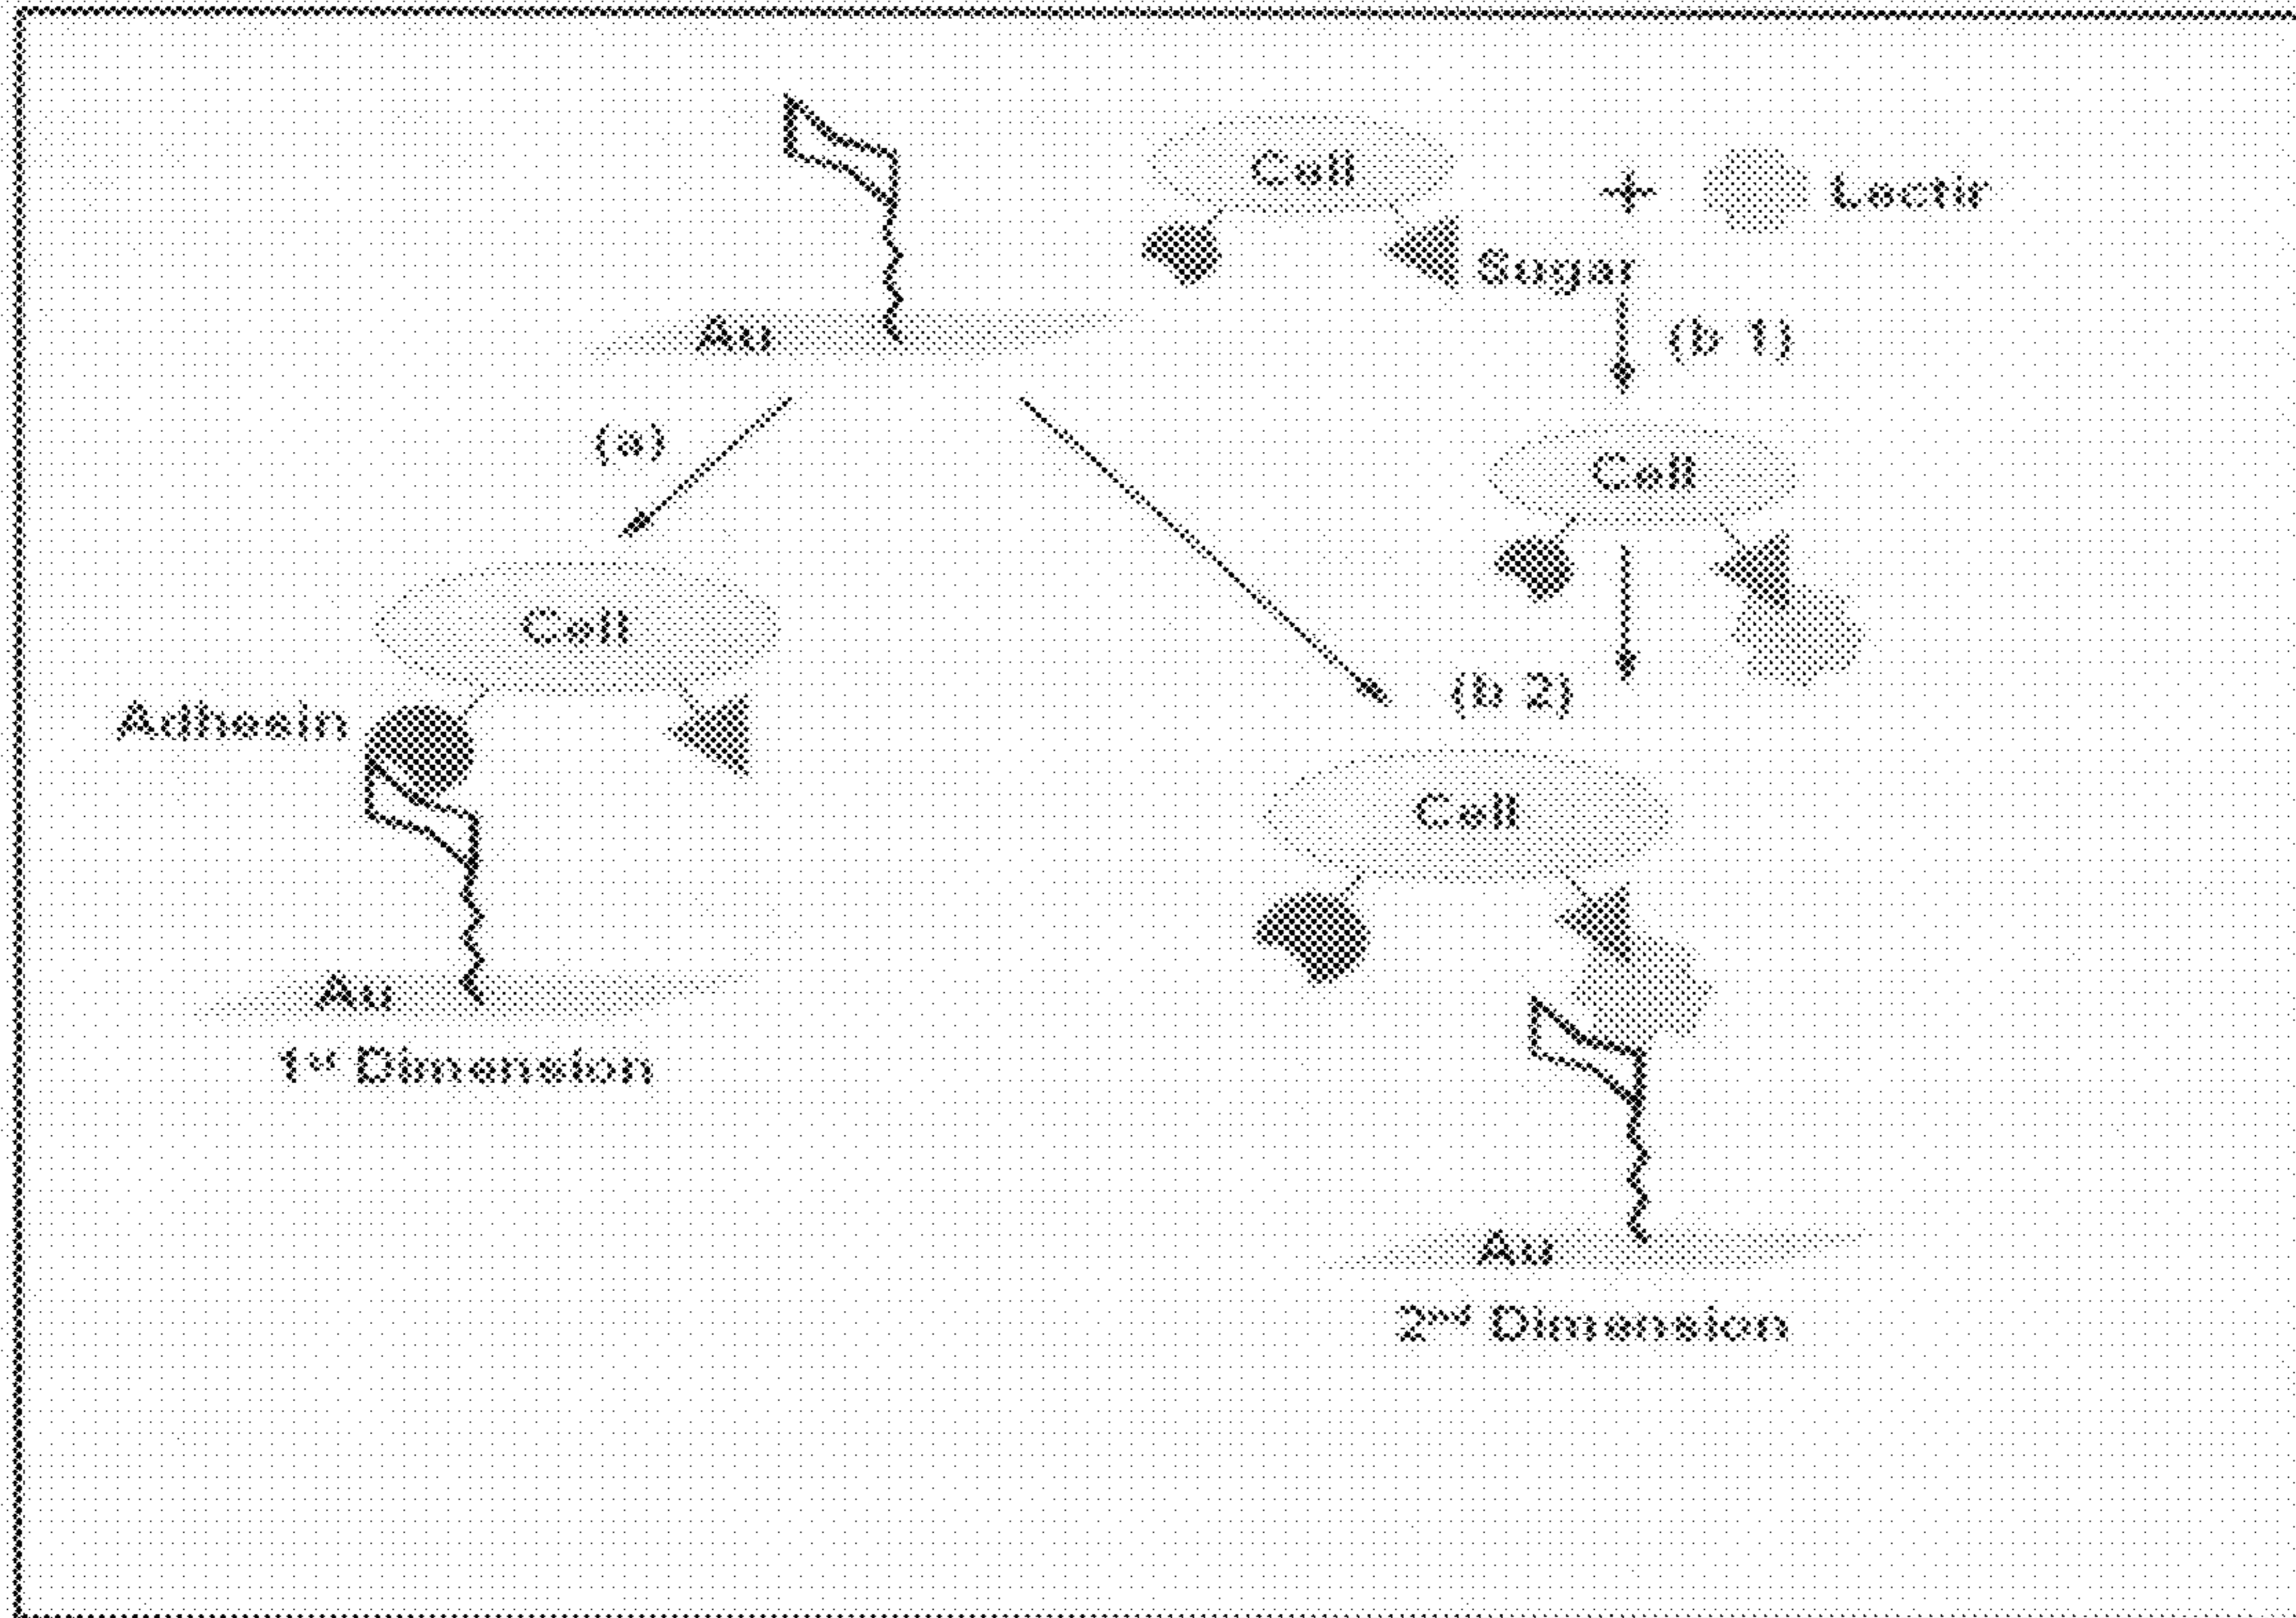 Cell
+ Lectir
Sugar
Au
(b 1)
(a)
Cell
Cell
Adhesin
(b 2)
Cell
Au
1st Dimension
Au
2nd Dimension